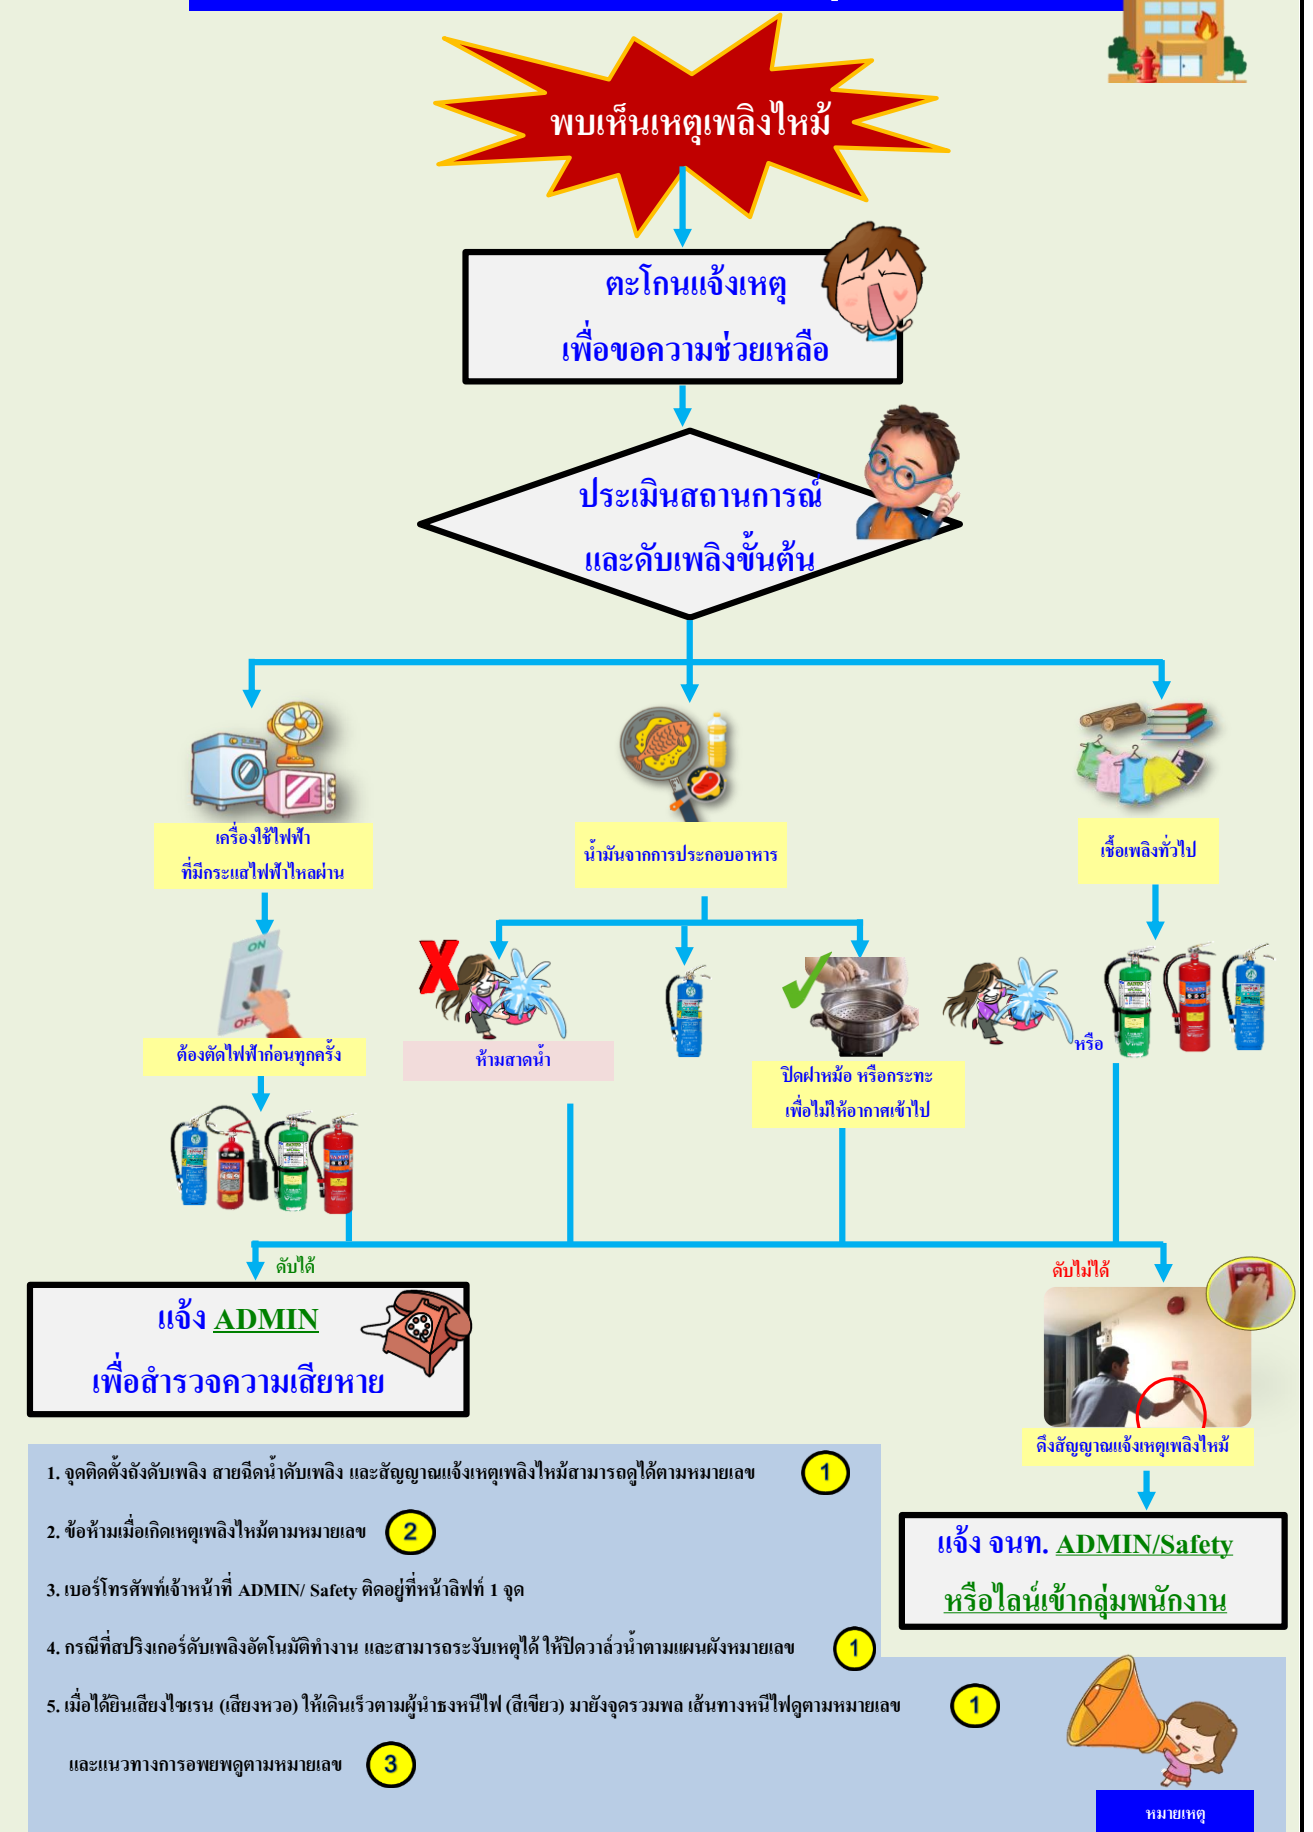 พบเห็นเหตุเพลิงไหม้
ตะโกนแจ้งเหตุ
เพื่อขอความช่วยเหลือ
ประเมินสถานการณ์
และดับเพลิงขั้นต้น
เครื่องใช้ไฟฟ้า
ที่มีกระแสไฟฟ้าไหลผ่าน
น้ำมันจากการประกอบอาหาร
เชื้อเพลิงทั่วไป
ON
OFF
ต้องตัดไฟฟ้าก่อนทุกครั้ง
X
ห้ามสาดน้ำ
ปิดฝาหม้อ หรือกระทะ
เพื่อไม่ให้อากาศเข้าไป
หรือ
ดับได้
ดับไม่ได้
แจ้ง ADMIN
เพื่อสำรวจความเสียหาย
ดึงสัญญาณแจ้งเหตุเพลิงไหม้
แจ้ง จนท. ADMIN/Safety
หรือไลน์เข้ากลุ่มพนักงาน
1. จุดติดตั้งถังดับเพลิง สายฉีดน้ำดับเพลิง และสัญญาณแจ้งเหตุเพลิงไหม้สามารถดูได้ตามหมายเลข 1
2. ข้อห้ามเมื่อเกิดเหตุเพลิงไหม้ตามหมายเลข 2
3. เบอร์โทรศัพท์เจ้าหน้าที่ ADMIN/ Safety ติดอยู่ที่หน้าลิฟท์ 1 จุด
4. กรณีที่สปริงเกอร์ดับเพลิงอัตโนมัติทำงาน และสามารถระงับเหตุได้ ให้ปิดวาล์วน้ำตามแผนผังหมายเลข 1
5. เมื่อได้ยินเสียงไซเรน (เสียงหวอ) ให้เดินเร็วตามผู้นำธงหนีไฟ (สีเขียว) มายังจุดรวมพล เส้นทางหนีไฟดูตามหมายเลข 1
และแนวทางการอพยพดูตามหมายเลข 3
หมายเหตุ